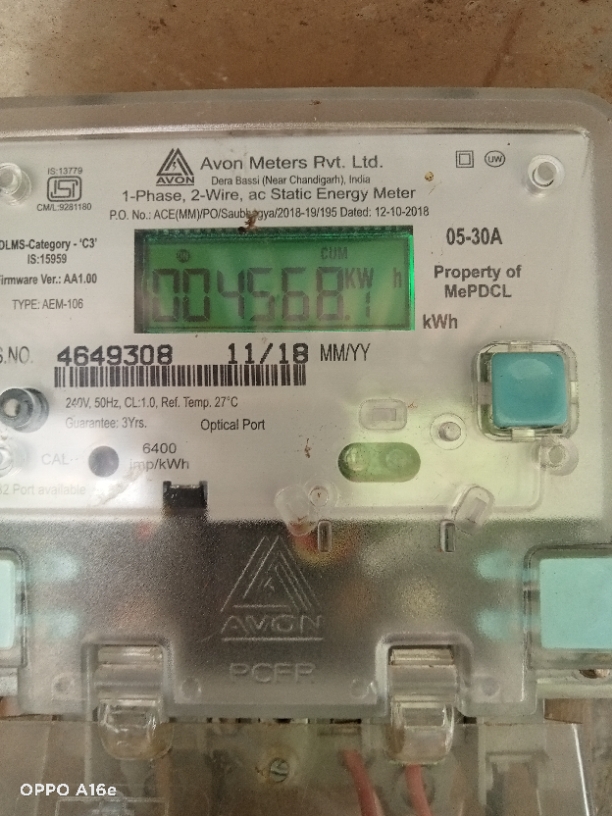 IS:13779
CM/L:9281180
AVON
Avon Meters Pvt. Ltd.
Dera Bassi (Near Chandigarh), India
1-Phase, 2-Wire, ac Static Energy Meter
P.O. No.: ACE(MM)/PO/Saubhagya/2018-19/195 Dated: 12-10-2018
UW
DLMS-Category - 'C3'
IS:15959
Firmware Ver.: AA1.00
TYPE: AEM-106
CUM
004568.1 KW h
kWh
05-30A
Property of
MePDCL
S.NO. 4649308 11/18 MM/YY
240V, 50Hz, CL:1.0, Ref. Temp. 27°C
Guarantee: 3Yrs. Optical Port
CAL 6400
imp/kWh
Port available
AVON
OPPO A16e